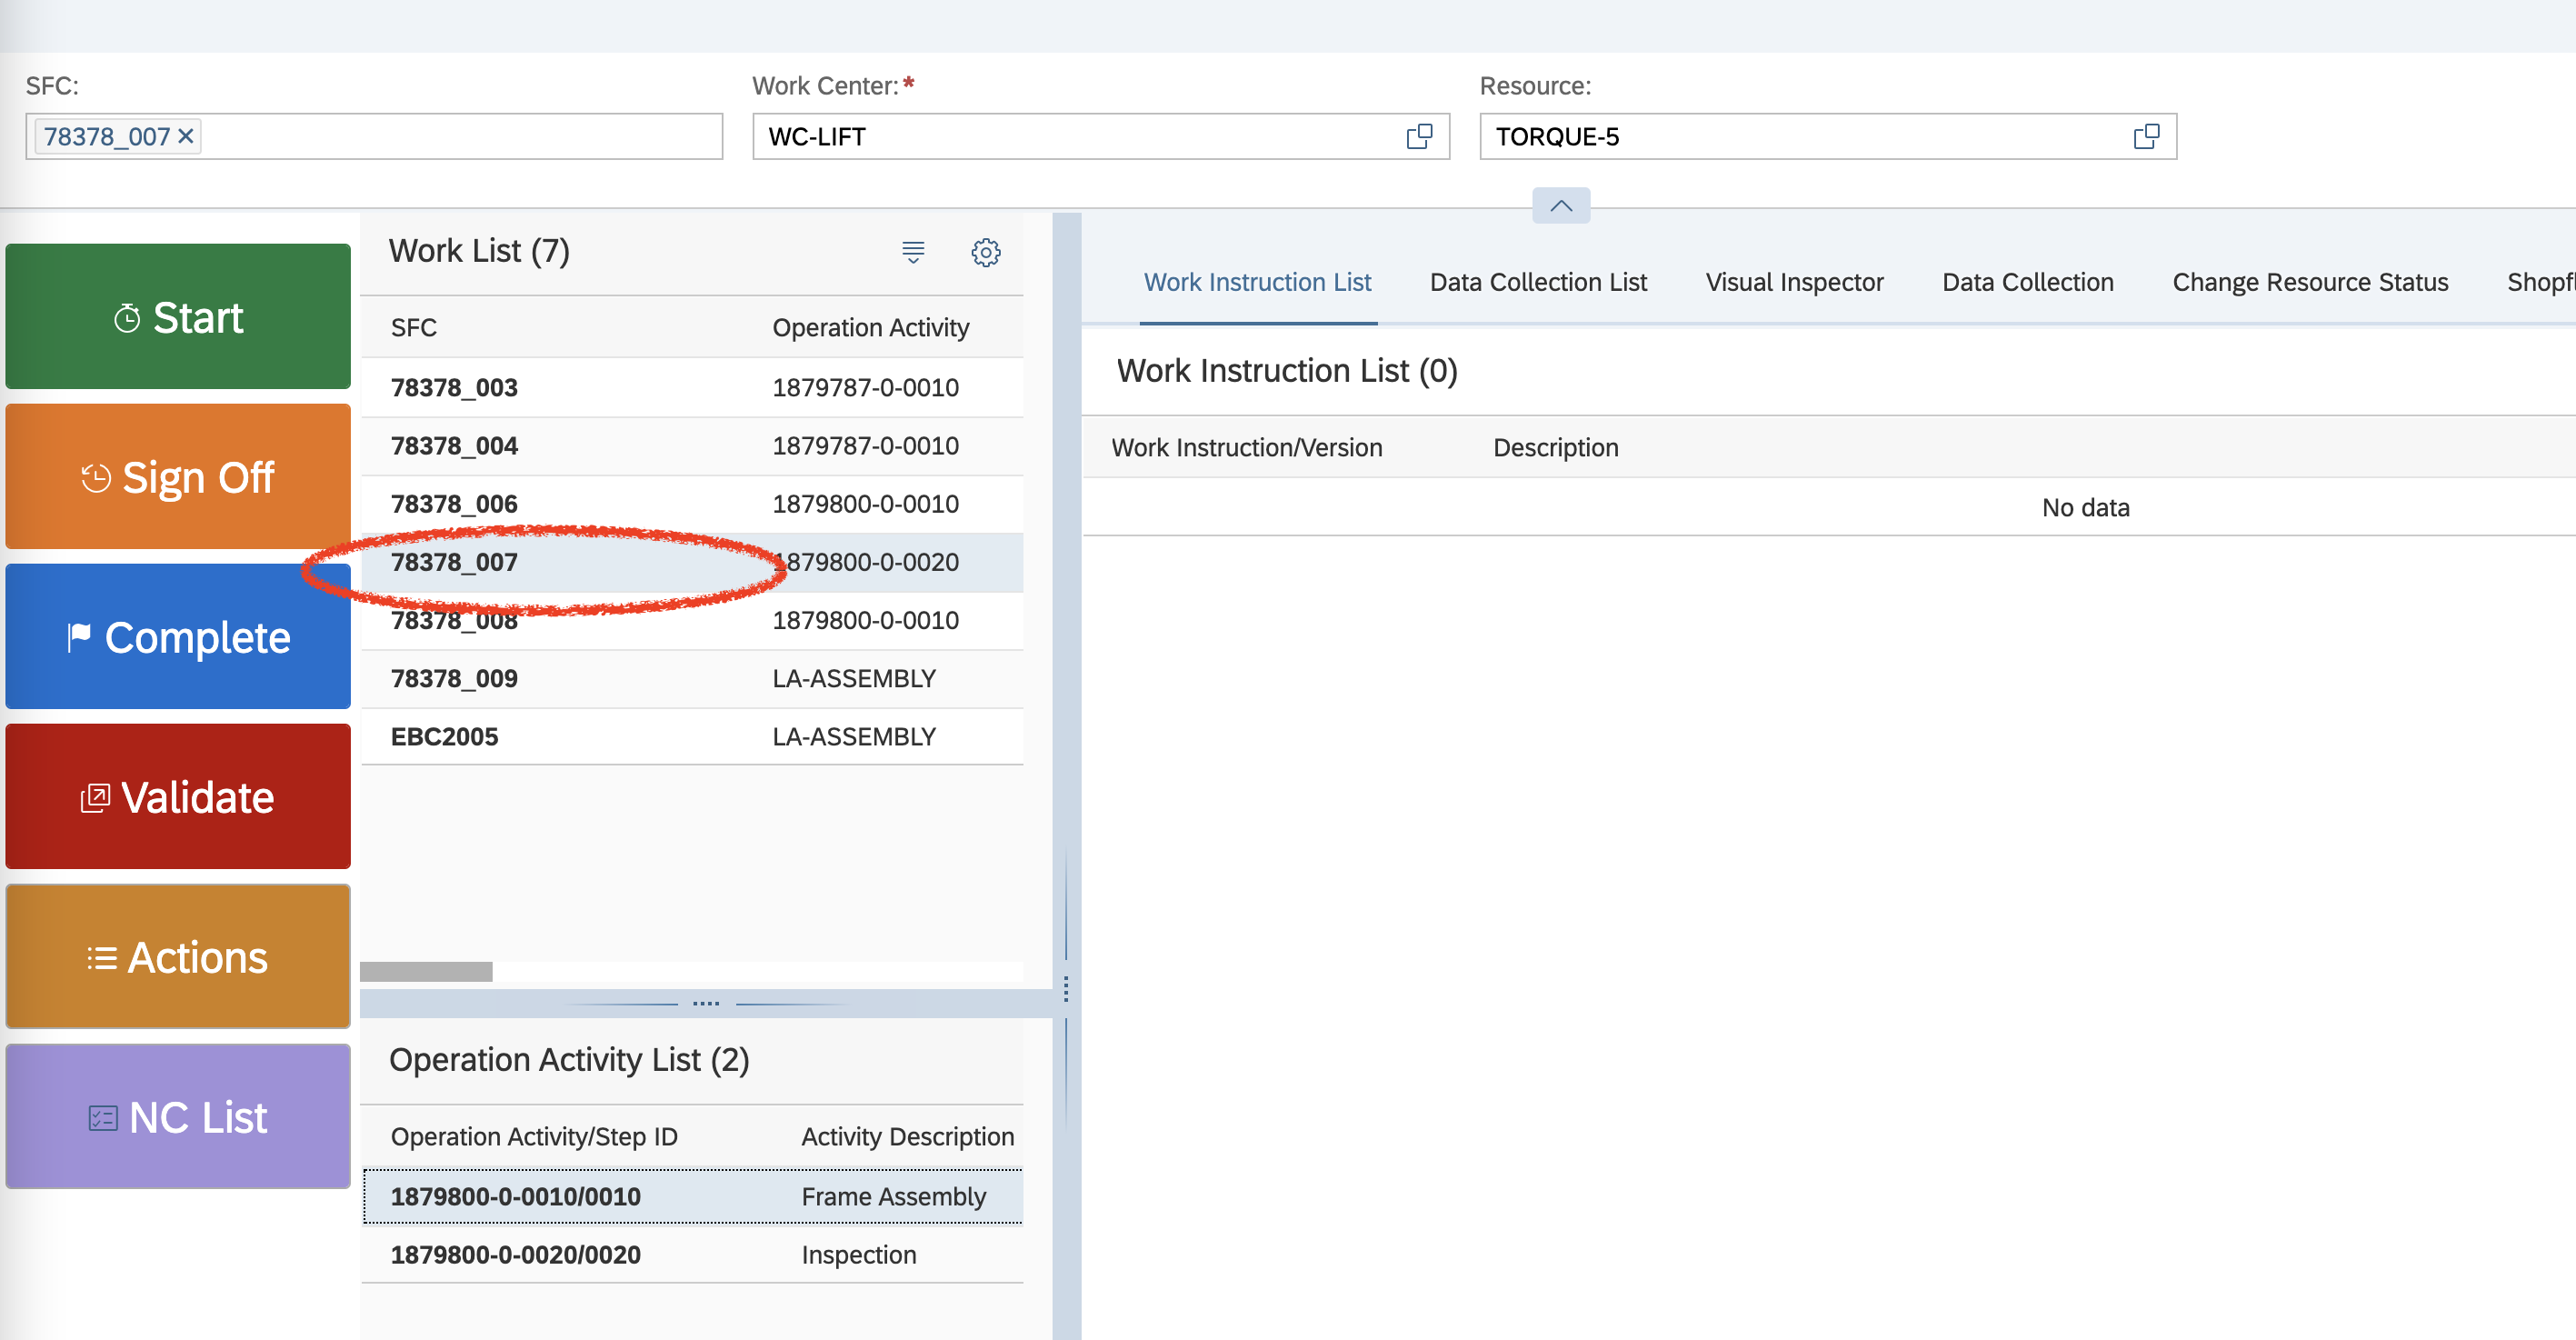 SFC:
Work Center:*
Resource:
78378_007
WC-LIFT
TORQUE-5
Start
Sign Off
Complete
Validate
Actions
NC List
Work List (7)
SFC Operation Activity
78378_003 1879787-0-0010
78378_004 1879787-0-0010
78378_006 1879800-0-0010
78378_007 1879800-0-0020
78378_008 1879800-0-0010
78378_009 LA-ASSEMBLY
EBC2005 LA-ASSEMBLY
Operation Activity List (2)
Operation Activity/Step ID Activity Description
1879800-0-0010/0010 Frame Assembly
1879800-0-0020/0020 Inspection
Work Instruction List Data Collection List Visual Inspector Data Collection Change Resource Status Shopfl
Work Instruction List (0)
Work Instruction/Version Description
No data